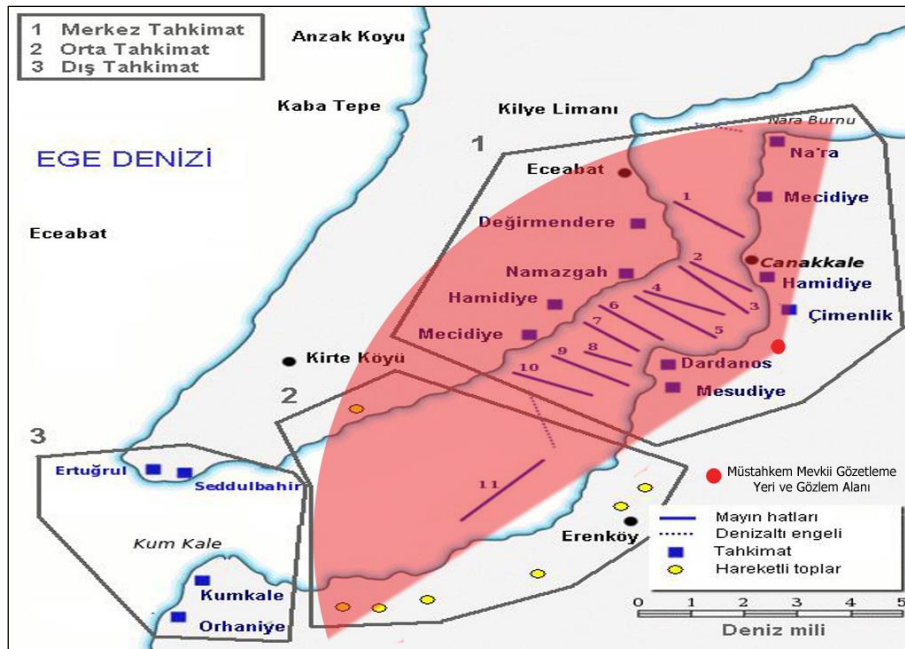 1 Merkez Tahkimat
2 Orta Tahkimat
3 Dış Tahkimat
Anzak Koyu
Kaba Tepe
Kilye Limanı
Nara Burnu
1
EGE DENİZİ
Na'ra
Eceabat
Mecidiye
1
Değirmendere
Eceabat
2
Canakkale
Namazgah
Hamidiye
4
Hamidiye
6
3
Çimenlik
7
5
Mecidiye
8
9
Kirte Köyü
10
Dardanos
Mesudiye
2
3
Ertuğrul
Seddulbahir
11
Müstahkem Mevkii Gözetleme
Yeri ve Gözlem Alanı
Mayın hatları
Erenköy
Denizaltı engeli
Kum Kale
Tahkimat
Hareketli toplar
Kumkale
Orhaniye
0 1 2 3 4 5
Deniz mili